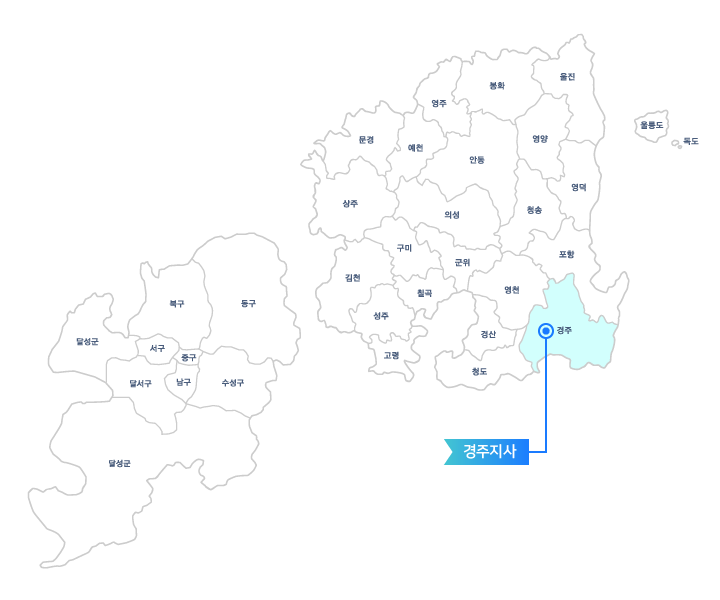 울진
봉화
영주
울릉도
독도
문경
예천
영양
안동
영덕
상주
의성
청송
구미
포항
군위
김천
영천
칠곡
성주
경주
경산
고령
청도
북구
동구
달성군
서구
중구
달서구
남구
수성구
달성군
경주지사